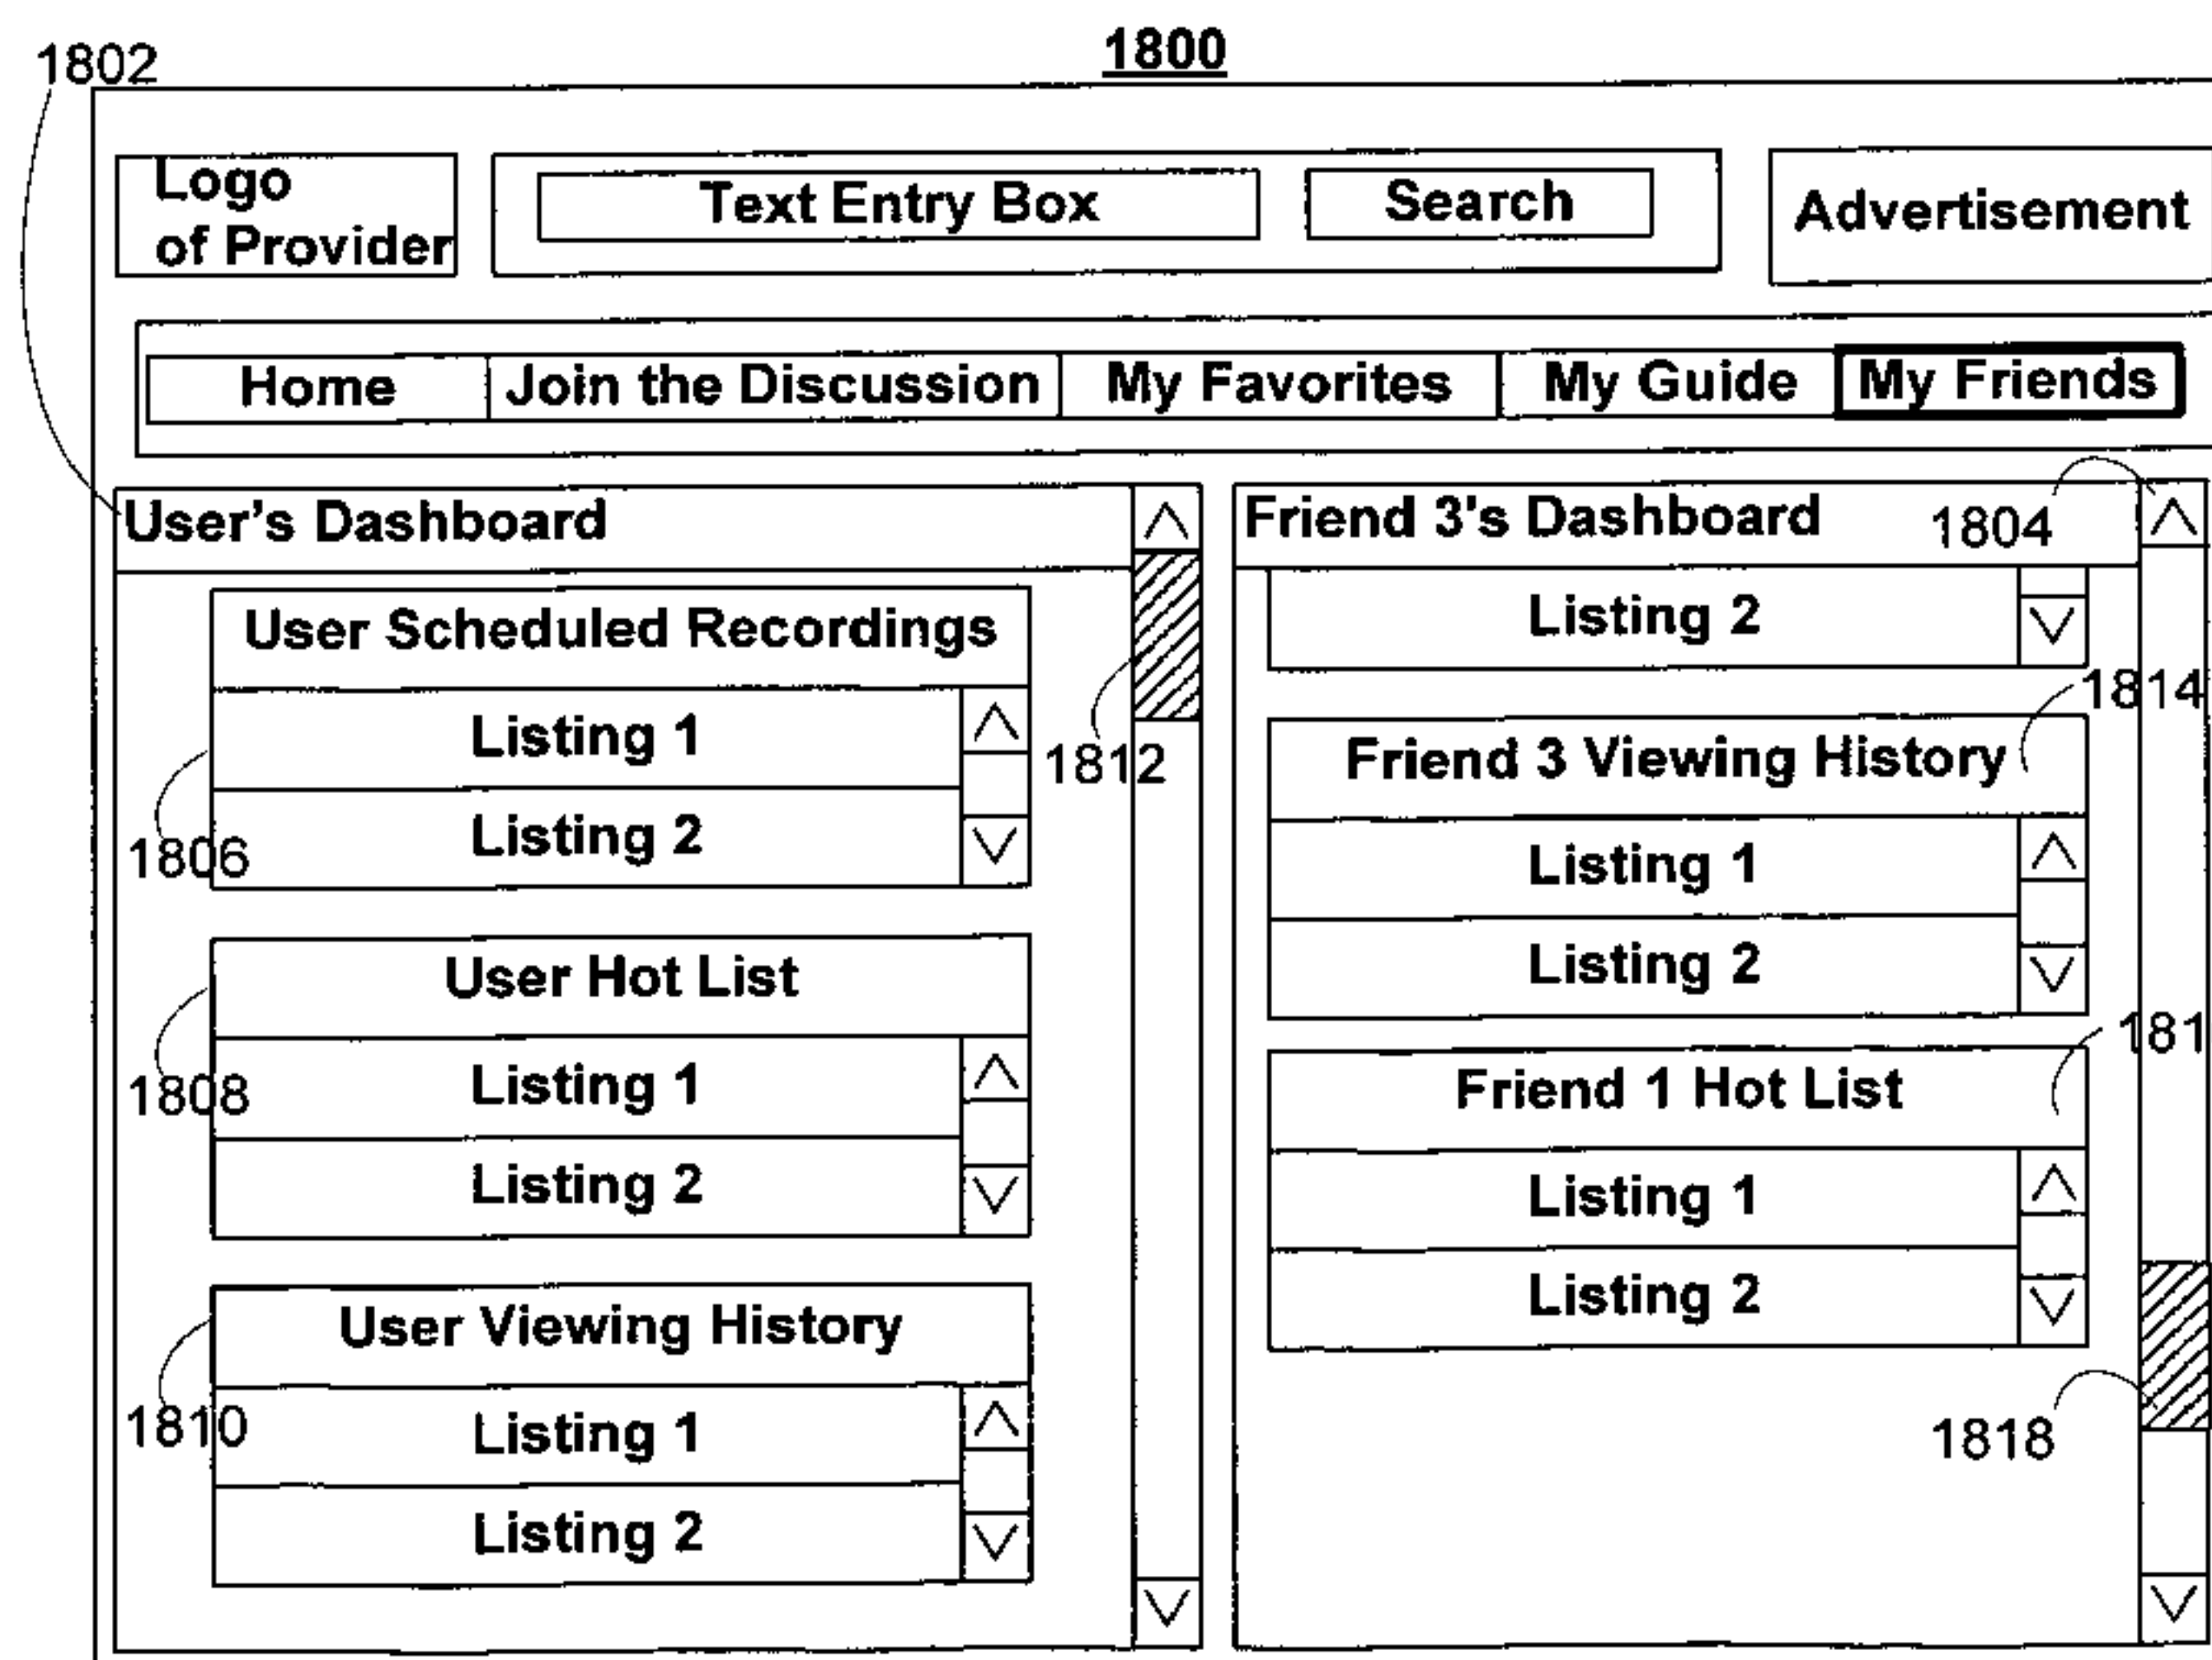 1800
1802
Logo
of Provider
Text Entry Box
Search
Advertisement
Home
Join the Discussion
My Favorites
My Guide
My Friends
User's Dashboard
User Scheduled Recordings
Listing 1
Listing 2
1806
1812
User Hot List
Listing 1
Listing 2
1808
User Viewing History
Listing 1
Listing 2
1810
Friend 3's Dashboard
1804
Listing 2
1814
Friend 3 Viewing History
Listing 1
Listing 2
181
Friend 1 Hot List
Listing 1
Listing 2
1818